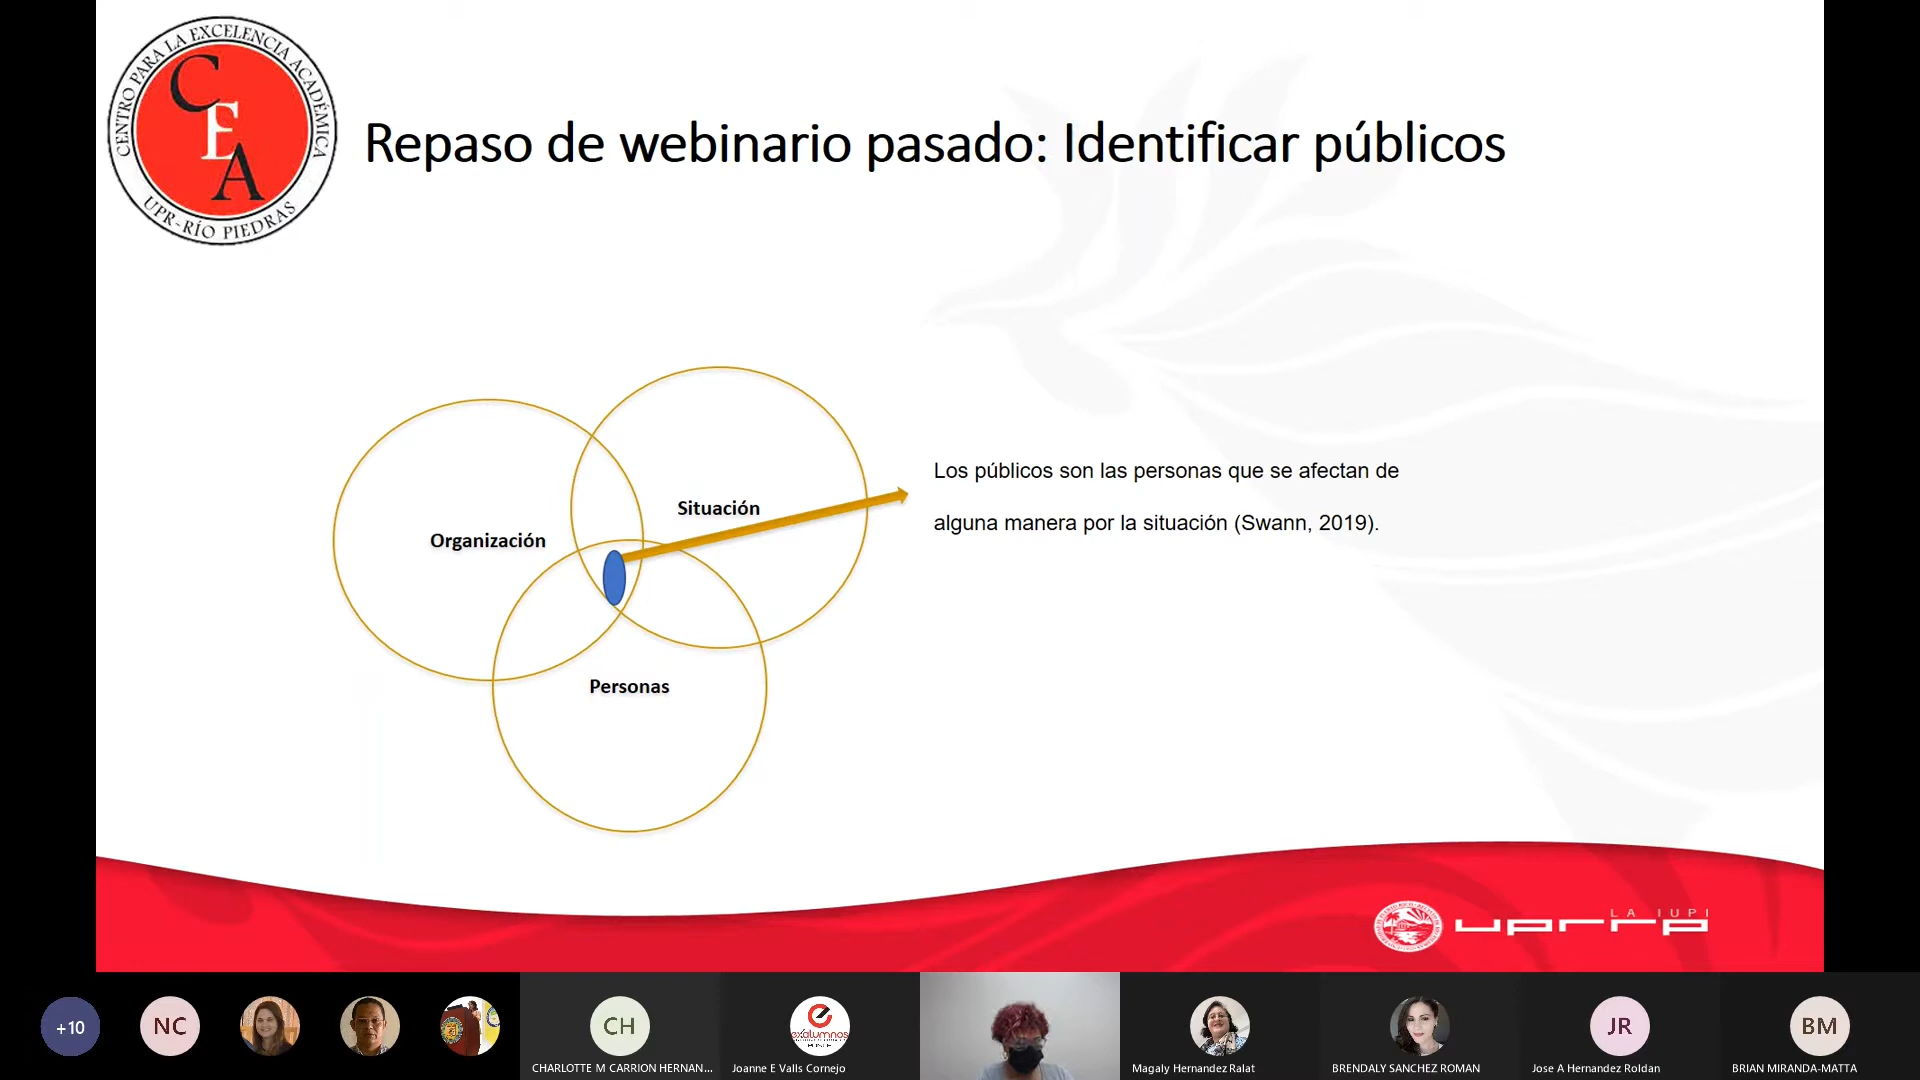 CENTRO PARA LA EXCELENCIA ACADÉMICA
CEA
UPR-RÍO PIEDRAS
Repaso de webinario pasado: Identificar públicos
Situación
Organización
Personas
Los públicos son las personas que se afectan de
alguna manera por la situación (Swann, 2019).
LA IUPI
uprrp
+10
NC
CH
exalumnos
JR
BM
CHARLOTTE M CARRION HERNAN...
Joanne E Valls Cornejo
Magaly Hernandez Ralat
BRENDALY SANCHEZ ROMAN
Jose A Hernandez Roldan
BRIAN MIRANDA-MATTA